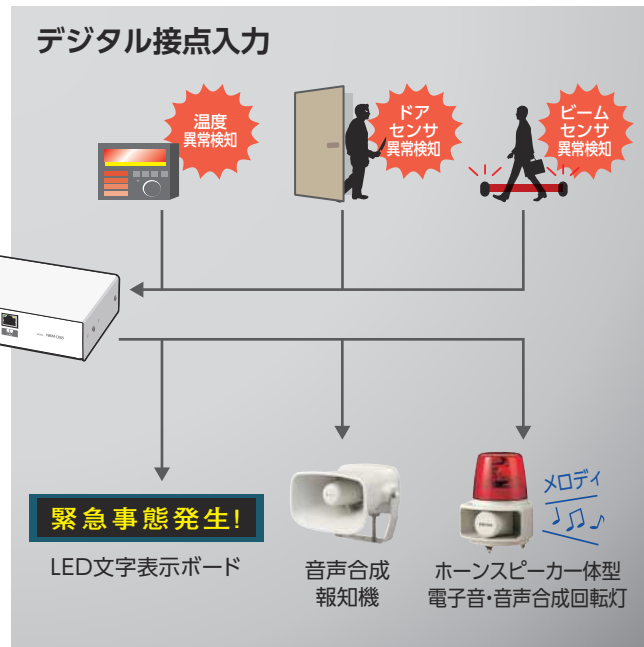 デジタル接点入力
温度
異常検知
ドア
センサ
異常検知
ビーム
センサ
異常検知
緊急事態発生!
LED文字表示ボード
音声合成
報知機
メロディ
ホーンスピーカー体型
電子音・音声合成回転灯